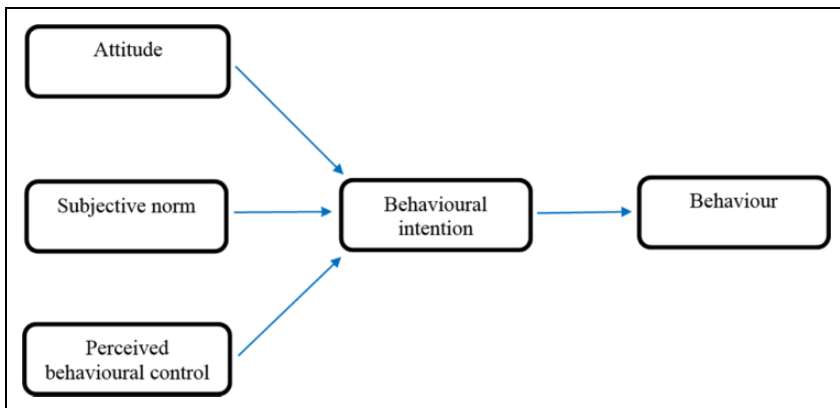 Attitude
Subjective norm
Behavioural
intention
Behaviour
Perceived
behavioural control